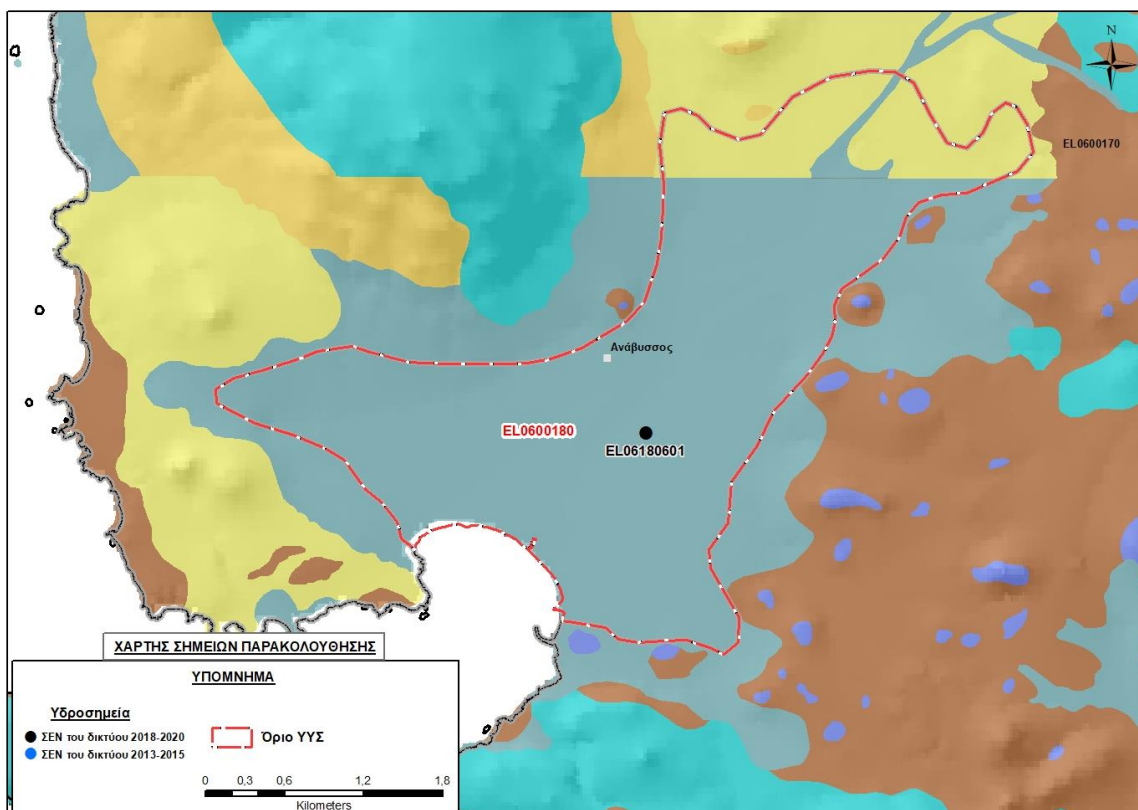 N
EL0600170
Ανάβυσσος
EL0600180
EL06180601
ΧΑΡΤΗΣ ΣΗΜΕΙΩΝ ΠΑΡΑΚΟΛΟΥΘΗΣΗΣ
ΥΠΟΜΝΗΜΑ
Υδροσημεία
ΣΕΝ του δικτύου 2018-2020
ΣΕΝ του δικτύου 2013-2015
Όριο ΥΥΣ
0 0,3 0,6 1,2 1,8
Kilometers